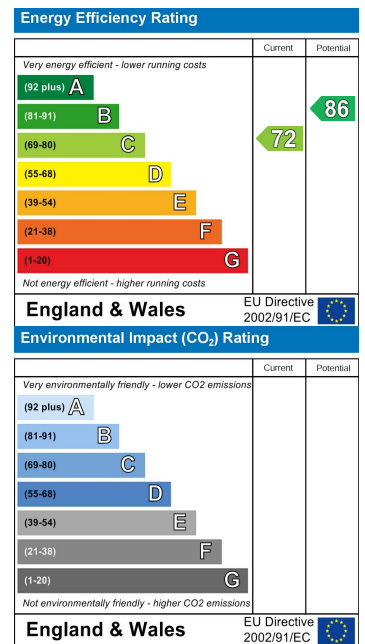 Energy Efficiency Rating
Current Potential
Very energy efficient - lower running costs
(92 plus) A
(81-91) B
(69-80) C
(55-68) D
(39-54) E
(21-38) F
(1-20) G
86
72
Not energy efficient - higher running costs
England & Wales
EU Directive
2002/91/EC
Environmental Impact (CO₂) Rating
Current Potential
Very environmentally friendly - lower CO2 emissions
(92 plus) A
(81-91) B
(69-80) C
(55-68) D
(39-54) E
(21-38) F
(1-20) G
Not environmentally friendly - higher CO2 emissions
England & Wales
EU Directive
2002/91/EC